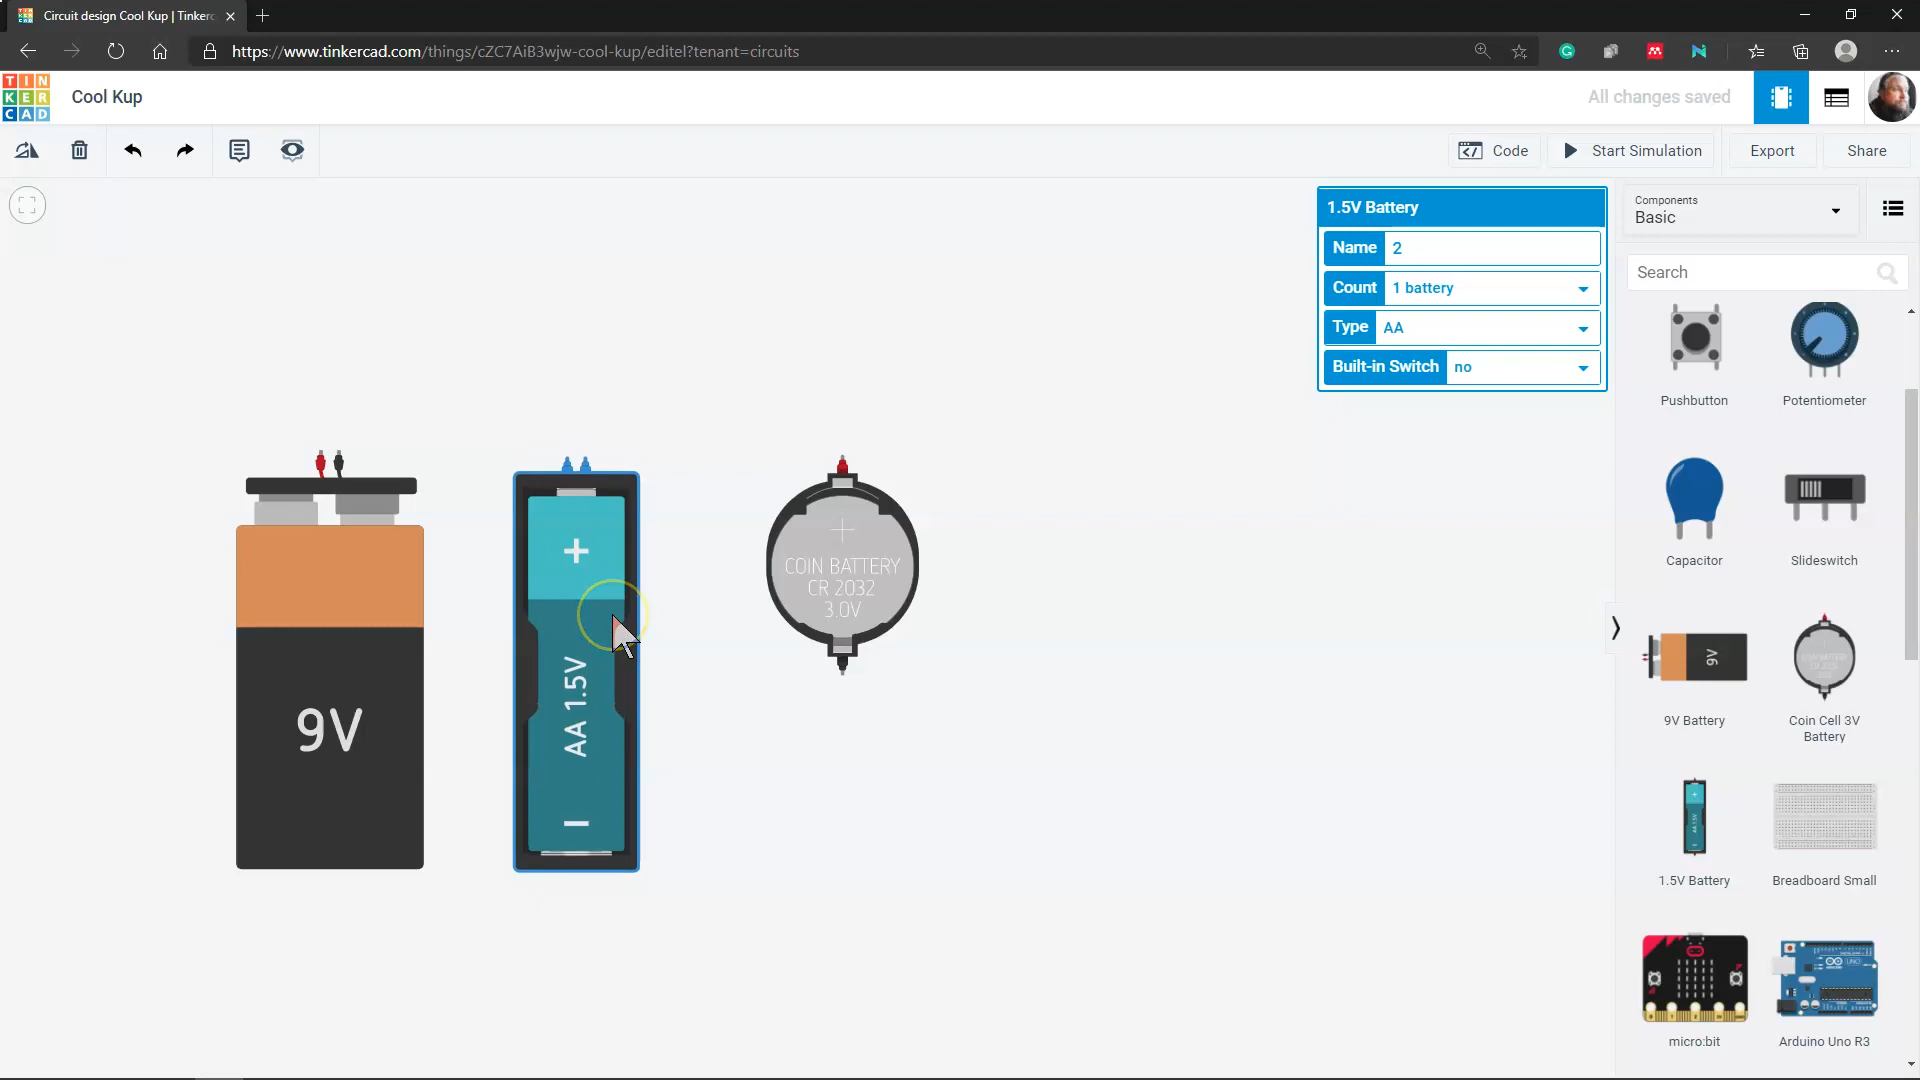 Circuit design Cool Kup | Tinkerc
https://www.tinkercad.com/things/cZC7AiB3wjw-cool-kup/editel?tenant=circuits
TIN
KER
CAD
Cool Kup
All changes saved
Code
Start Simulation
Export
Share
1.5V Battery
Name 2
Count 1 battery
Type AA
Built-in Switch no
Components
Basic
Search
Pushbutton
Potentiometer
Capacitor
Slideswitch
9V
9V Battery
Coin Cell 3V
Battery
1.5V Battery
Breadboard Small
micro:bit
Arduino Uno R3
9V
+
AA 1.5V
–
+
COIN BATTERY
CR 2032
3.0V